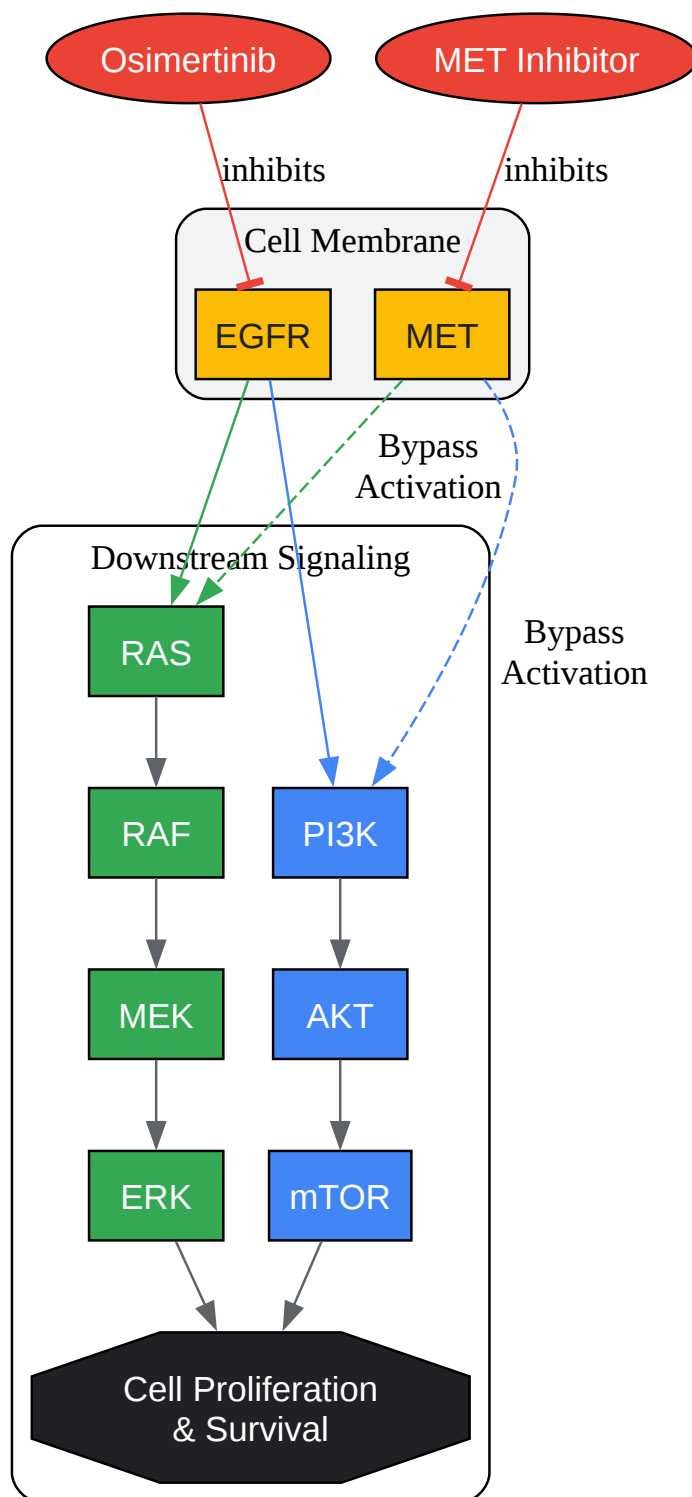 Osimertinib
MET Inhibitor
inhibits
inhibits
Cell Membrane
EGFR
MET
Bypass
Activation
Downstream Signaling
Bypass
Activation
RAS
RAF
PI3K
MEK
AKT
ERK
mTOR
Cell Proliferation
& Survival